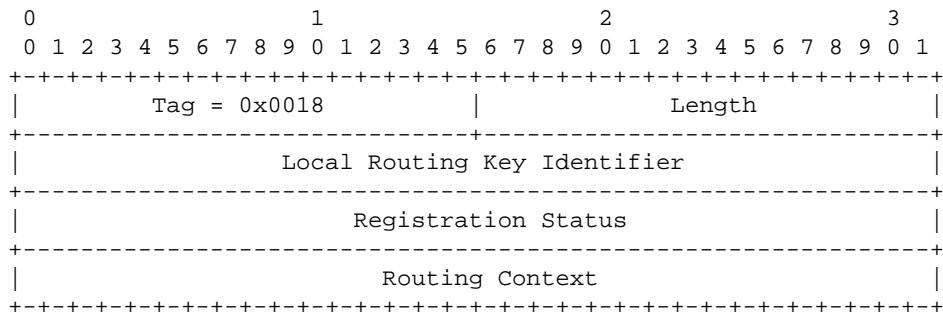 0                   1                   2                   3
 0 1 2 3 4 5 6 7 8 9 0 1 2 3 4 5 6 7 8 9 0 1 2 3 4 5 6 7 8 9 0 1
+-+-+-+-+-+-+-+-+-+-+-+-+-+-+-+-+-+-+-+-+-+-+-+-+-+-+-+-+-+-+-+-+
|         Tag = 0x0018          |             Length            |
+-------------------------------+-------------------------------+
|                 Local Routing Key Identifier                  |
+---------------------------------------------------------------+
|                      Registration Status                      |
+---------------------------------------------------------------+
|                        Routing Context                        |
+-+-+-+-+-+-+-+-+-+-+-+-+-+-+-+-+-+-+-+-+-+-+-+-+-+-+-+-+-+-+-+-+